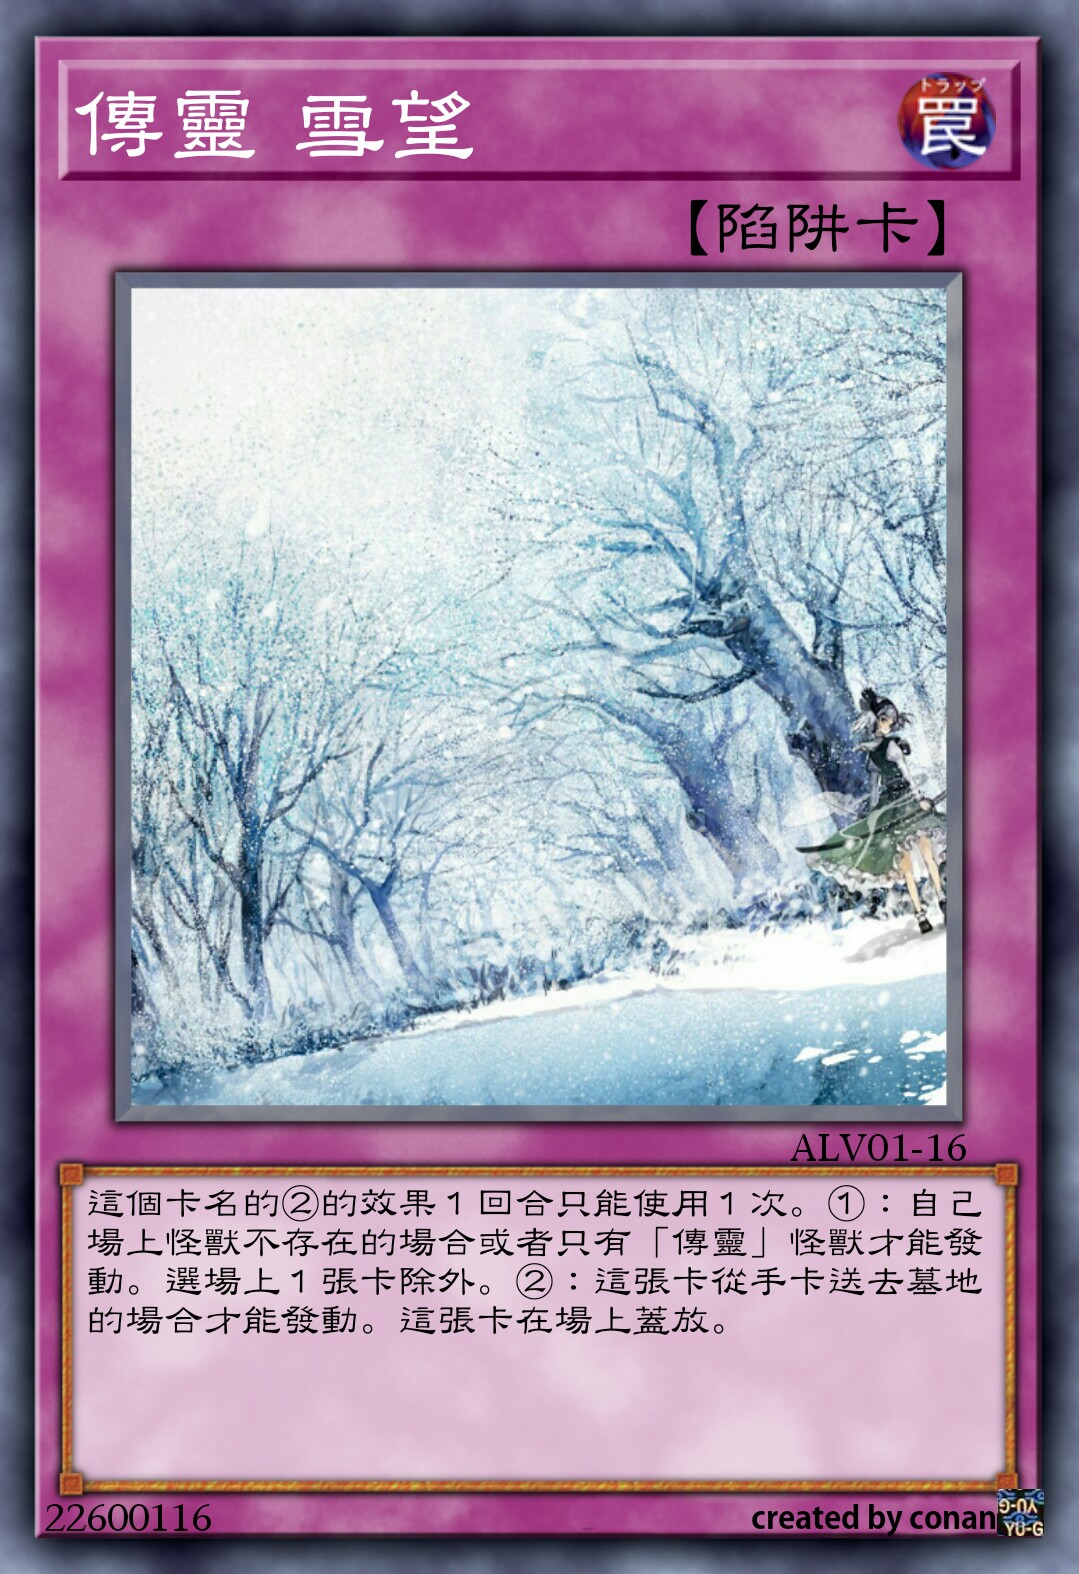 傳靈 雪望
トラップ
罠
【陷阱卡】
ALV01-16
這個卡名的②的效果１回合只能使用１次。①：自己
場上怪獸不存在的場合或者只有「傳靈」怪獸才能發
動。選場上１張卡除外。②：這張卡從手卡送去墓地
的場合才能發動。這張卡在場上蓋放。
22600116
created by conan
YU-G
YU-G